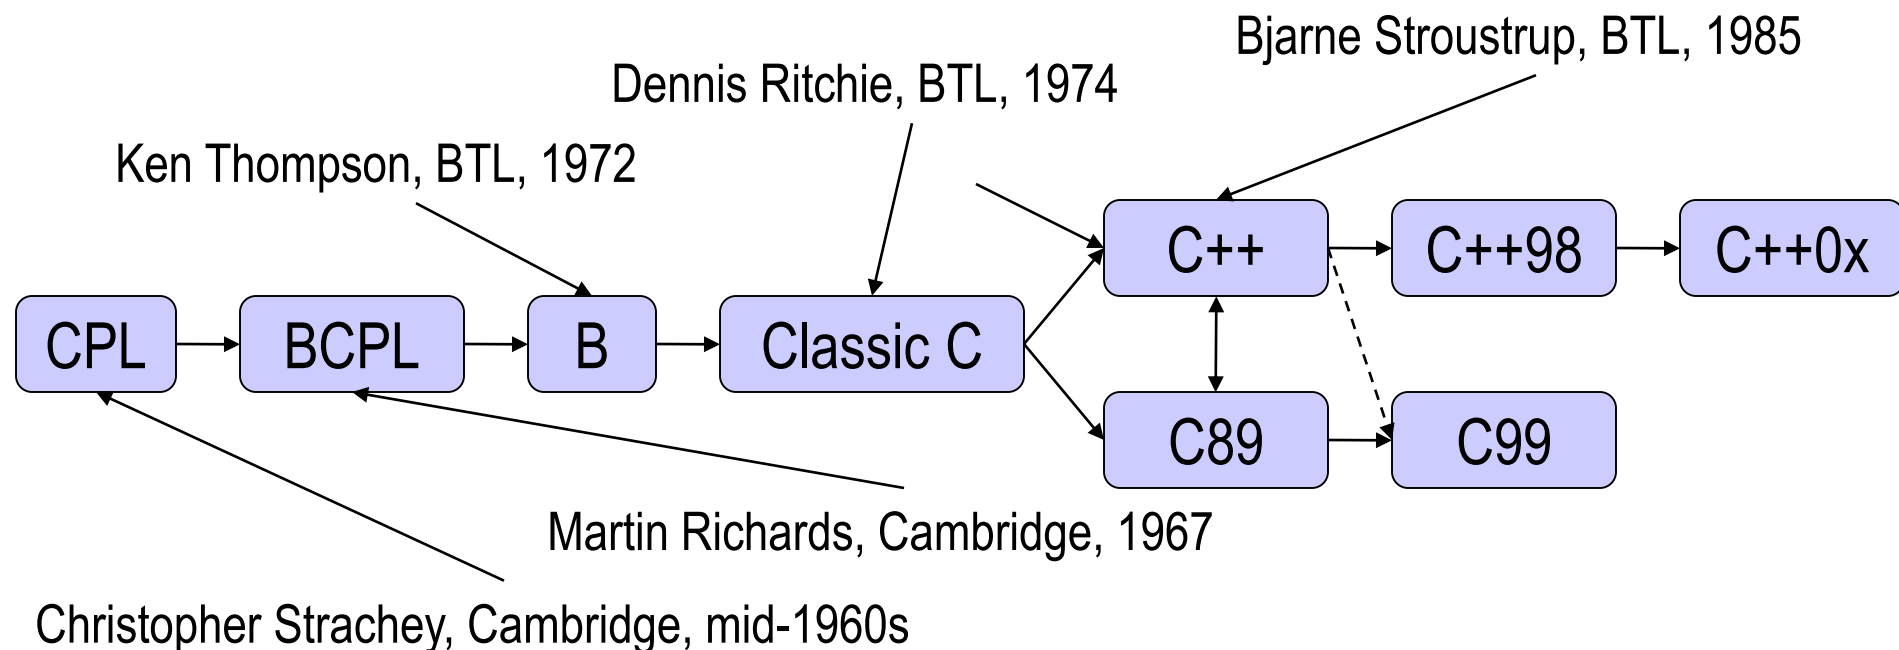 Bjarne Stroustrup, BTL, 1985
Dennis Ritchie, BTL, 1974
Ken Thompson, BTL, 1972
C++
C++98
C++0x
CPL
BCPL
B
Classic C
C89
C99
Martin Richards, Cambridge, 1967
Christopher Strachey, Cambridge, mid-1960s